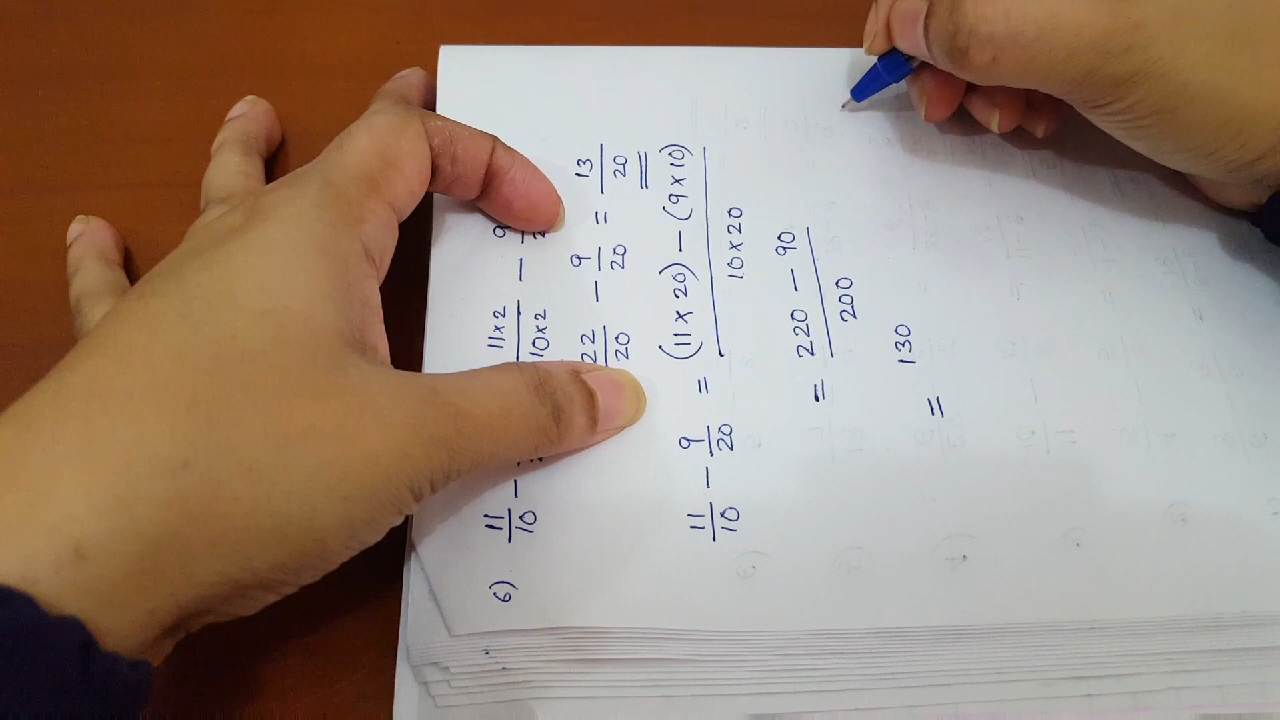 6) 11/10 - 11×2/10×2 - 9
22/20 - 9/20 = 13/20
11/10 - 9/20 = (11×20) - (9×10)/10×20
= 220 - 90/200
= 130